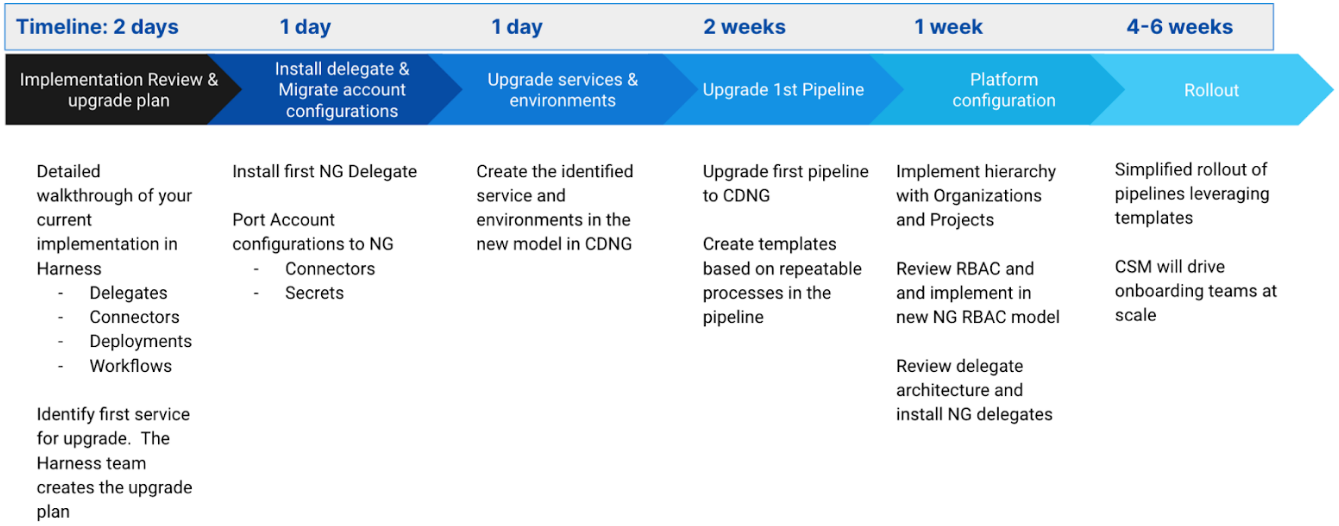 Timeline: 2 days
1 day
1 day
2 weeks
1 week
4-6 weeks
Implementation Review &
upgrade plan
Install delegate &
Migrate account
configurations
Upgrade services &
environments
Upgrade 1st Pipeline
Platform
configuration
Rollout
Detailed
walkthrough of your
current
implementation in
Harness
- Delegates
- Connectors
- Deployments
- Workflows
Identify first service
for upgrade. The
Harness team
creates the upgrade
plan
Install first NG Delegate
Port Account
configurations to NG
- Connectors
- Secrets
Create the identified
service and
environments in the
new model in CDNG
Upgrade first pipeline
to CDNG
Create templates
based on repeatable
processes in the
pipeline
Implement hierarchy
with Organizations
and Projects
Review RBAC and
and implement in
new NG RBAC model
Review delegate
architecture and
install NG delegates
Simplified rollout of
pipelines leveraging
templates
CSM will drive
onboarding teams at
scale